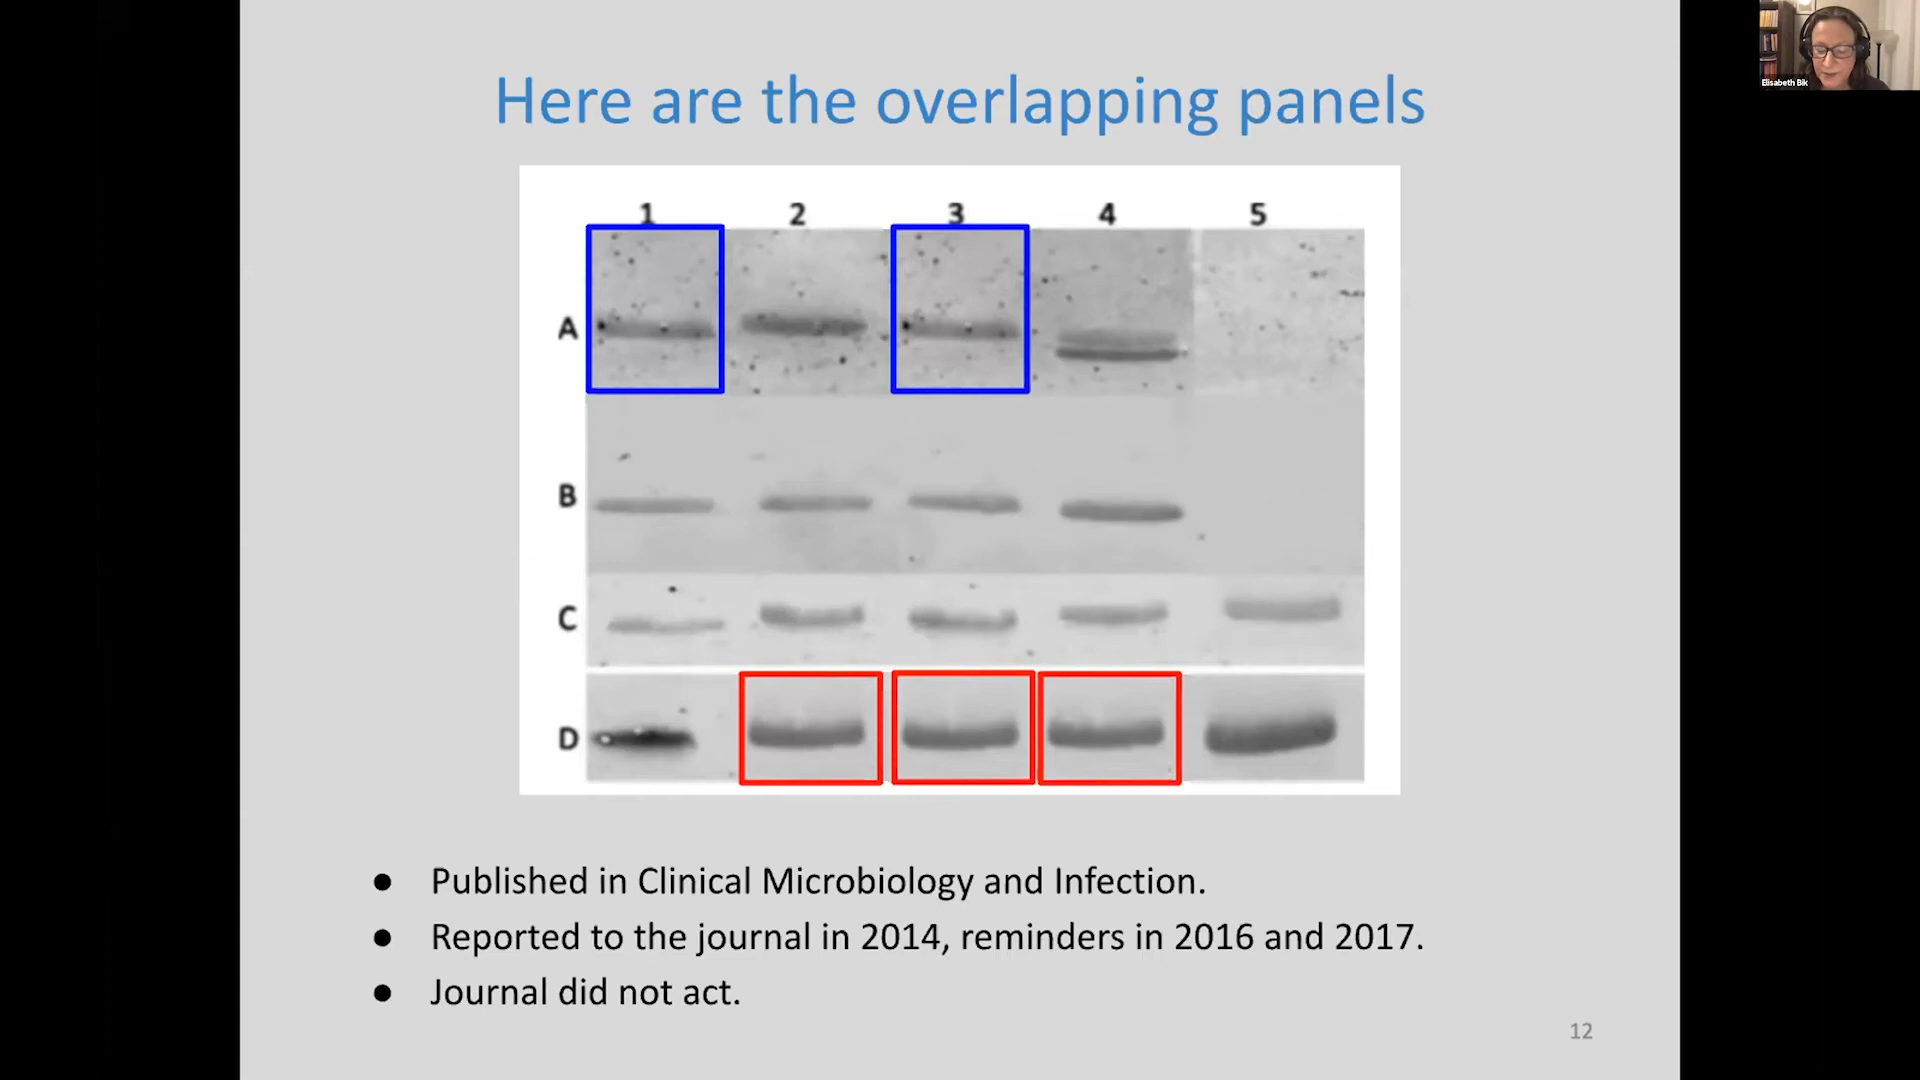 Elisabeth Bik
Here are the overlapping panels
1 2 3 4 5
A
B
C
D
● Published in Clinical Microbiology and Infection.
● Reported to the journal in 2014, reminders in 2016 and 2017.
● Journal did not act.
12